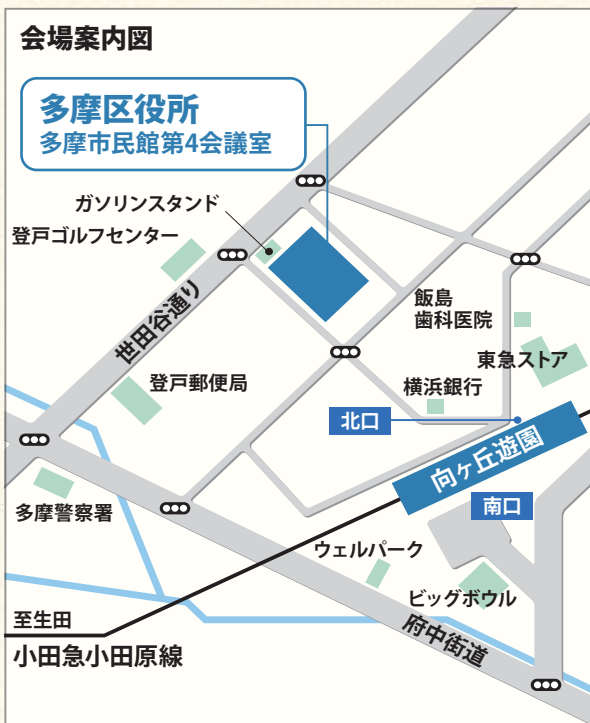 会場案内図
多摩区役所
多摩市民館第4会議室
ガソリンスタンド
登戸ゴルフセンター
世田谷通り
飯島
歯科医院
東急ストア
登戸郵便局
横浜銀行
北口
向ヶ丘遊園
南口
多摩警察署
ウェルパーク
ビッグボウル
至生田
府中街道
小田急小田原線